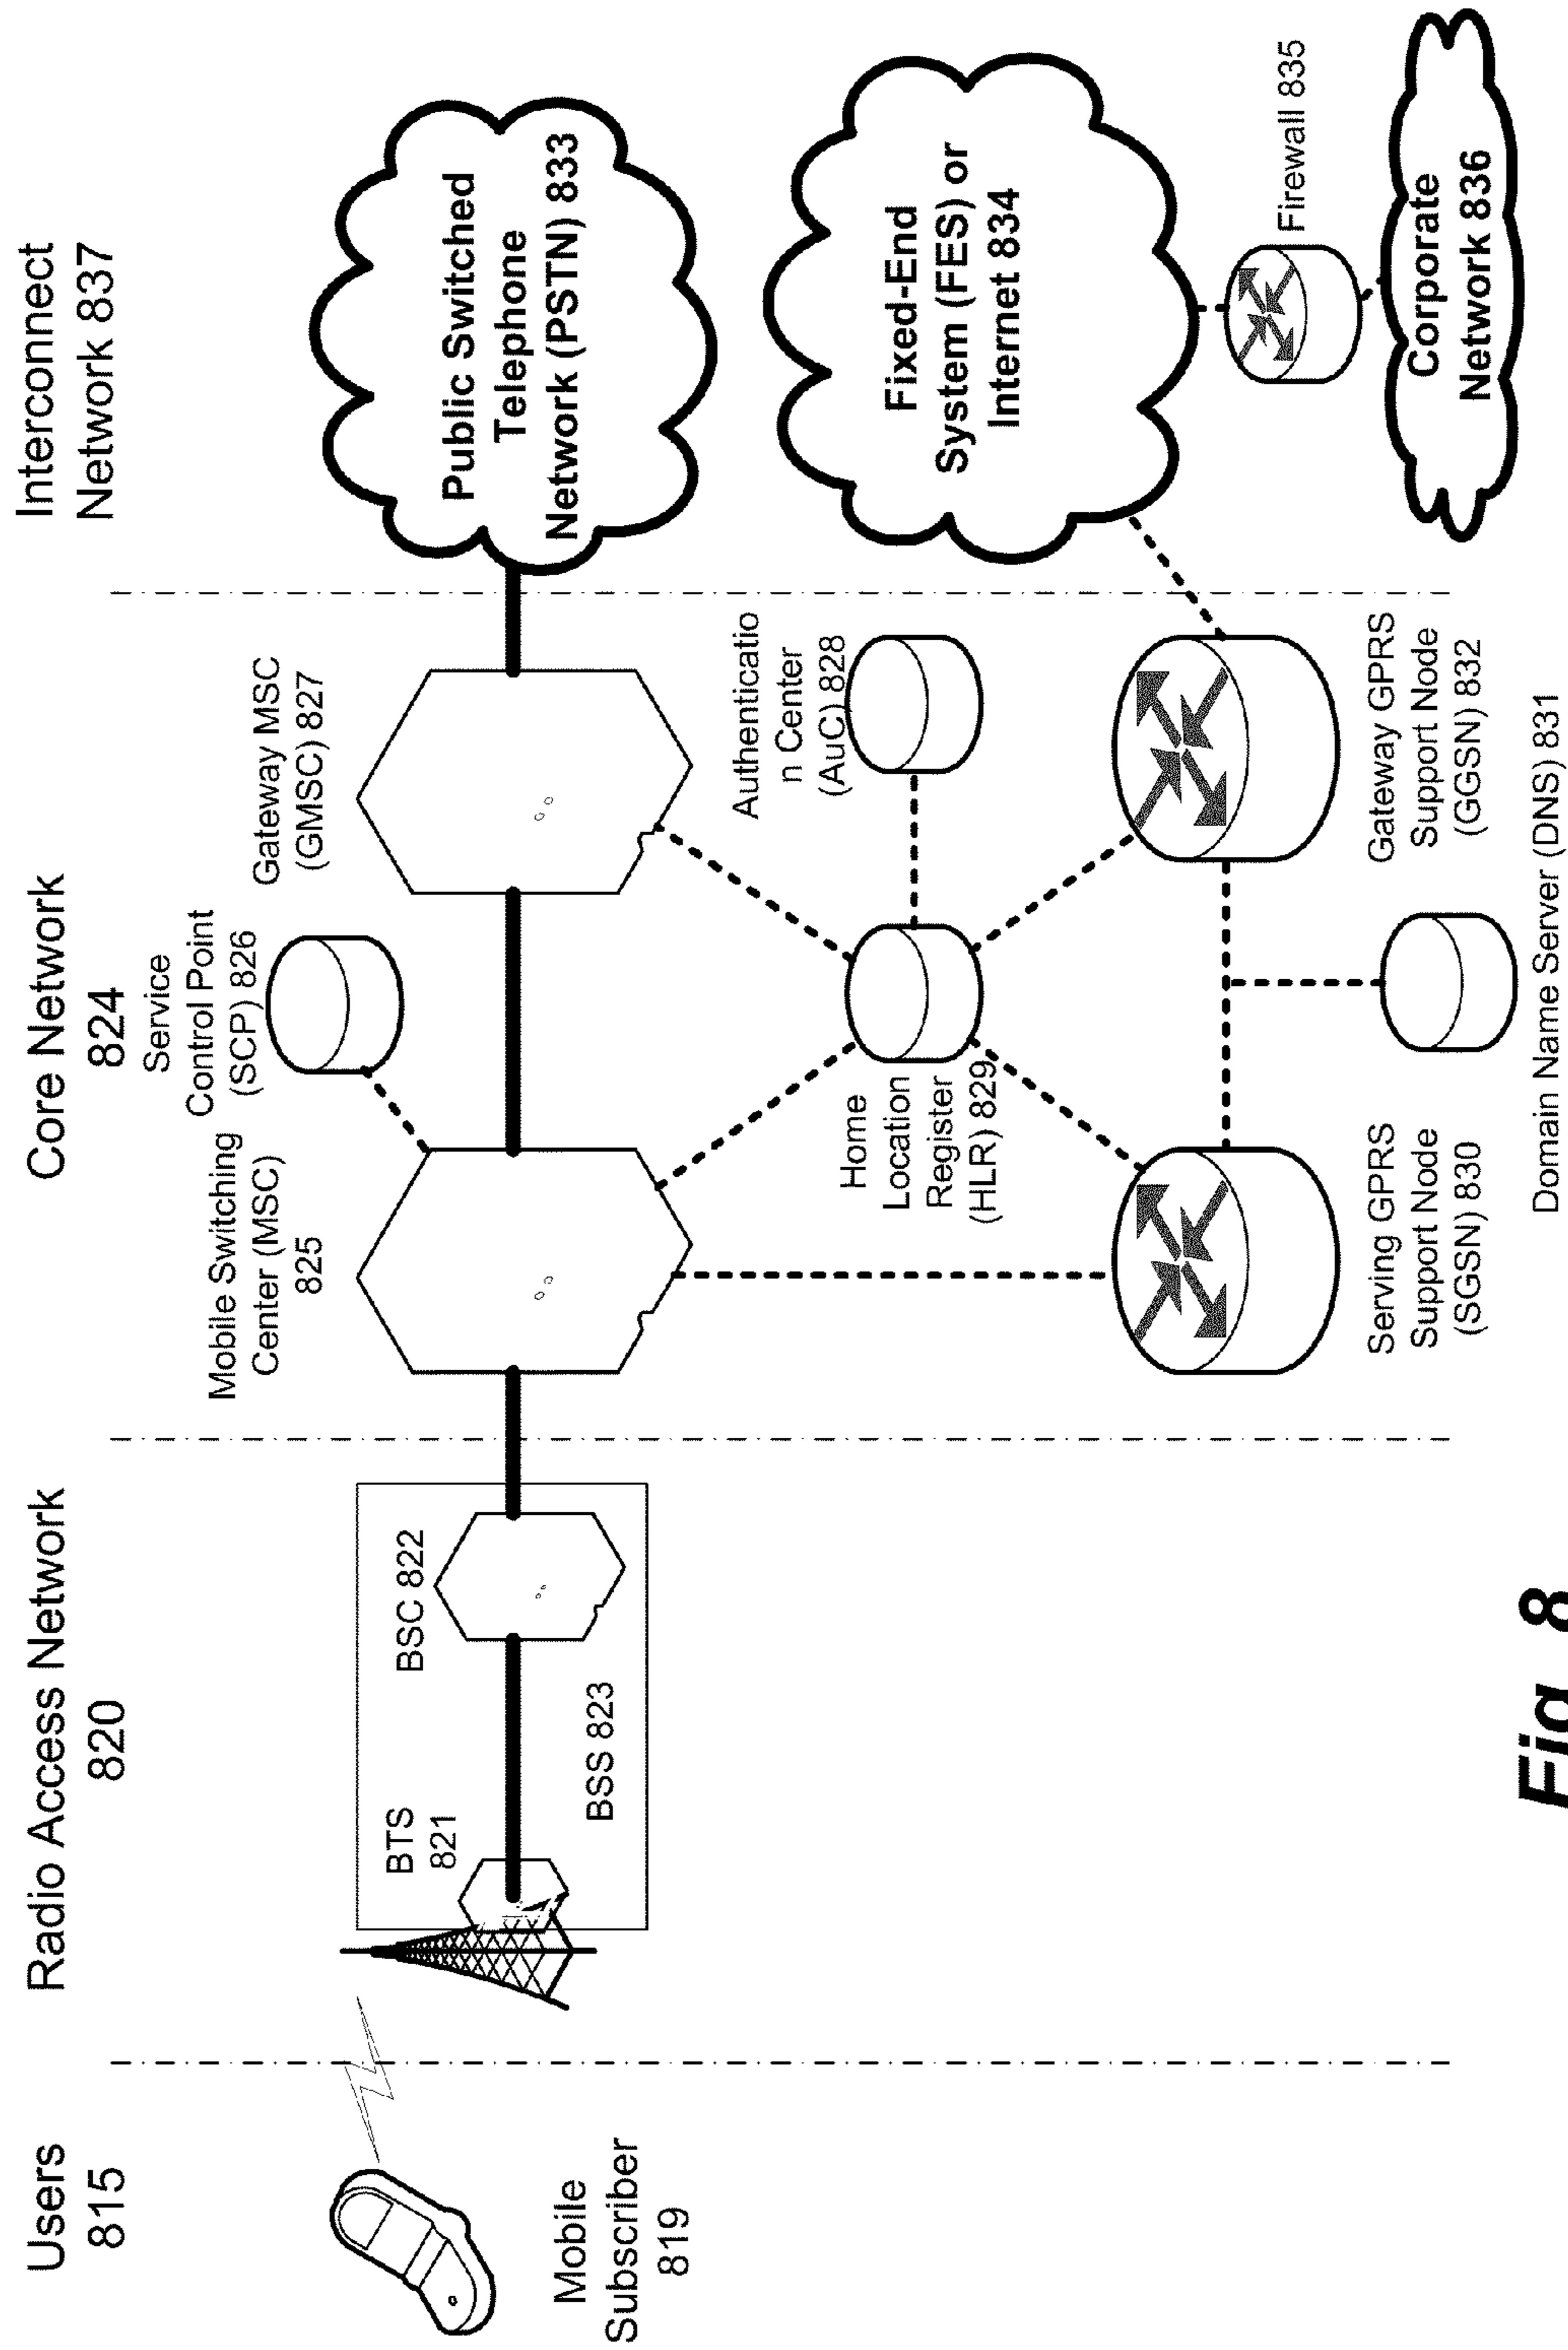 Users
815
Radio Access Network
820
Core Network
824
Interconnect
Network 837
Mobile
Subscriber
819
BTS
821
BSC 822
BSS 823
Mobile Switching
Center (MSC)
825
Service
Control Point
(SCP) 826
Gateway MSC
(GMSC) 827
Public Switched
Telephone
Network (PSTN) 833
Home
Location
Register
(HLR) 829
Authenticatio
n Center
(AuC) 828
Fixed-End
System (FES) or
Internet 834
Serving GPRS
Support Node
(SGSN) 830
Gateway GPRS
Support Node
(GGSN) 832
Domain Name Server (DNS) 831
Firewall 835
Corporate
Network 836
Fig 8